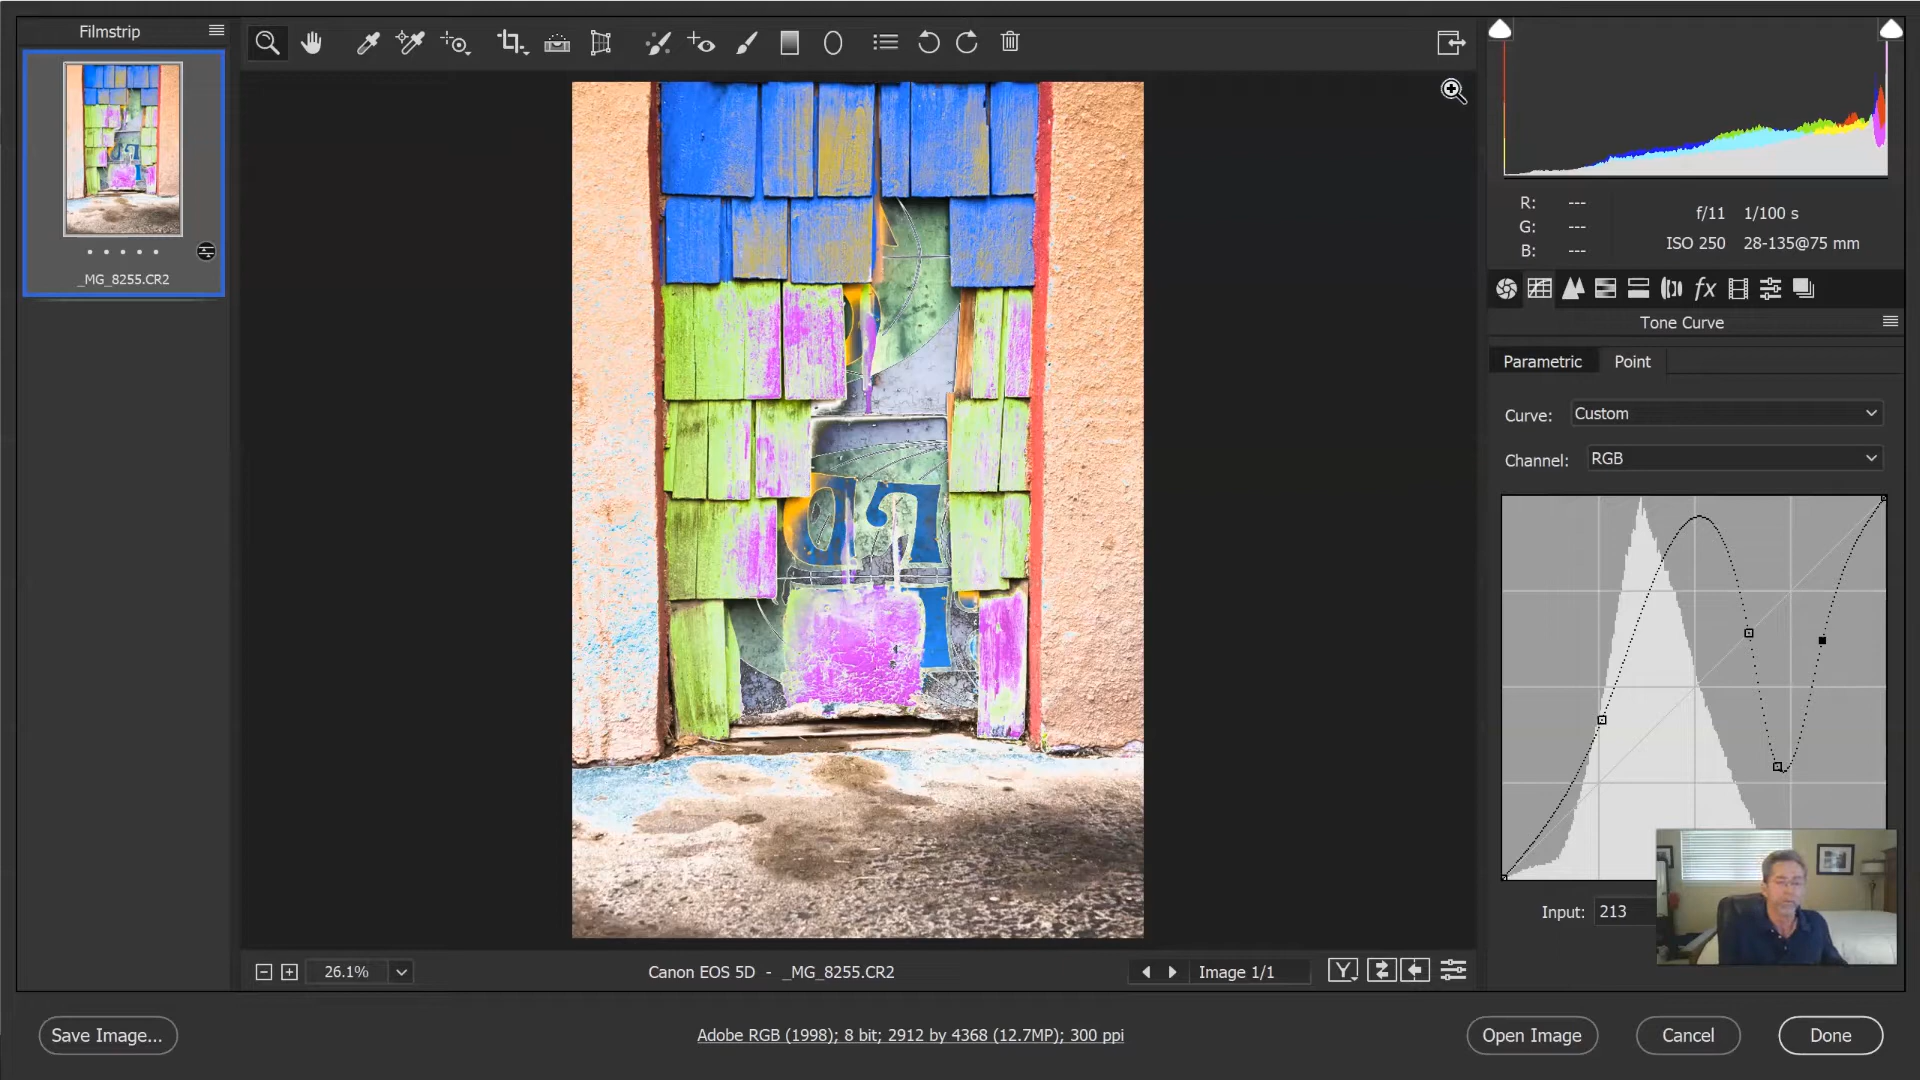 Filmstrip
_MG_8255.CR2
R: ---
G: ---
B: ---
f/11 1/100 s
ISO 250 28-135@75 mm
fx
Tone Curve
Parametric Point
Curve: Custom
Channel: RGB
Input: 213
26.1%
Canon EOS 5D - _MG_8255.CR2
Image 1/1
Y
Save Image...
Adobe RGB (1998); 8 bit; 2912 by 4368 (12.7MP); 300 ppi
Open Image
Cancel
Done